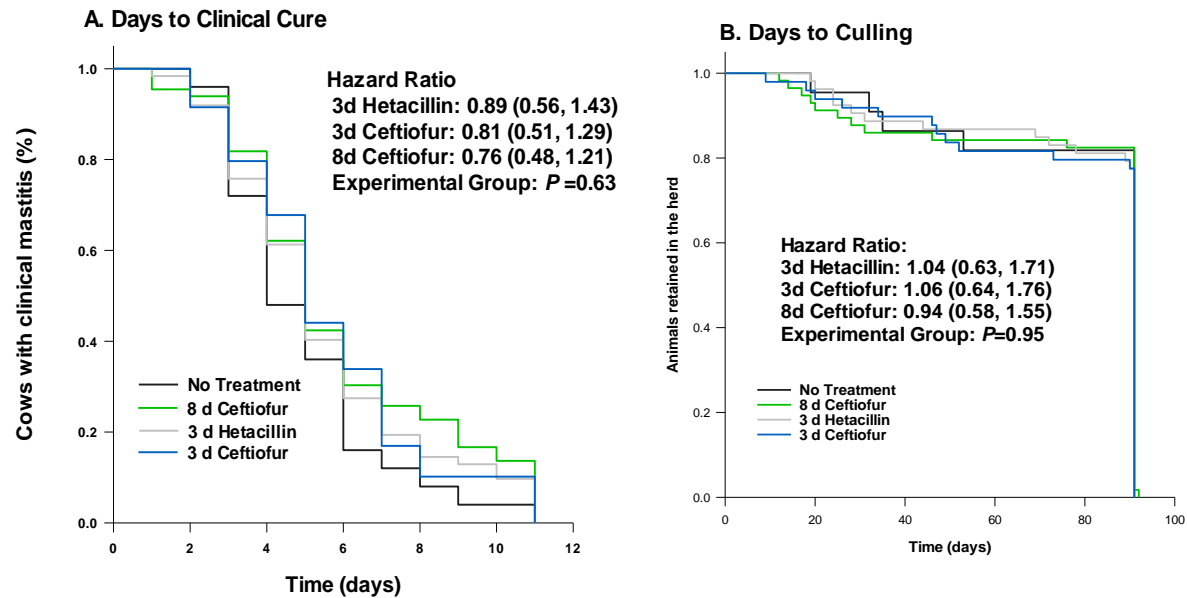 A. Days to Clinical Cure
Cows with clinical mastitis (%)
1.0
0.8
0.6
0.4
0.2
0.0
Hazard Ratio
3d Hetacillin: 0.89 (0.56, 1.43)
3d Ceftiofur: 0.81 (0.51, 1.29)
8d Ceftiofur: 0.76 (0.48, 1.21)
Experimental Group: P =0.63
No Treatment
8 d Ceftiofur
3 d Hetacillin
3 d Ceftiofur
0 2 4 6 8 10 12
Time (days)
B. Days to Culling
Animals retained in the herd
1.0
0.8
0.6
0.4
0.2
0.0
Hazard Ratio:
3d Hetacillin: 1.04 (0.63, 1.71)
3d Ceftiofur: 1.06 (0.64, 1.76)
8d Ceftiofur: 0.94 (0.58, 1.55)
Experimental Group: P=0.95
No Treatment
8 d Ceftiofur
3 d Hetacillin
3 d Ceftiofur
0 20 40 60 80 100
Time (days)